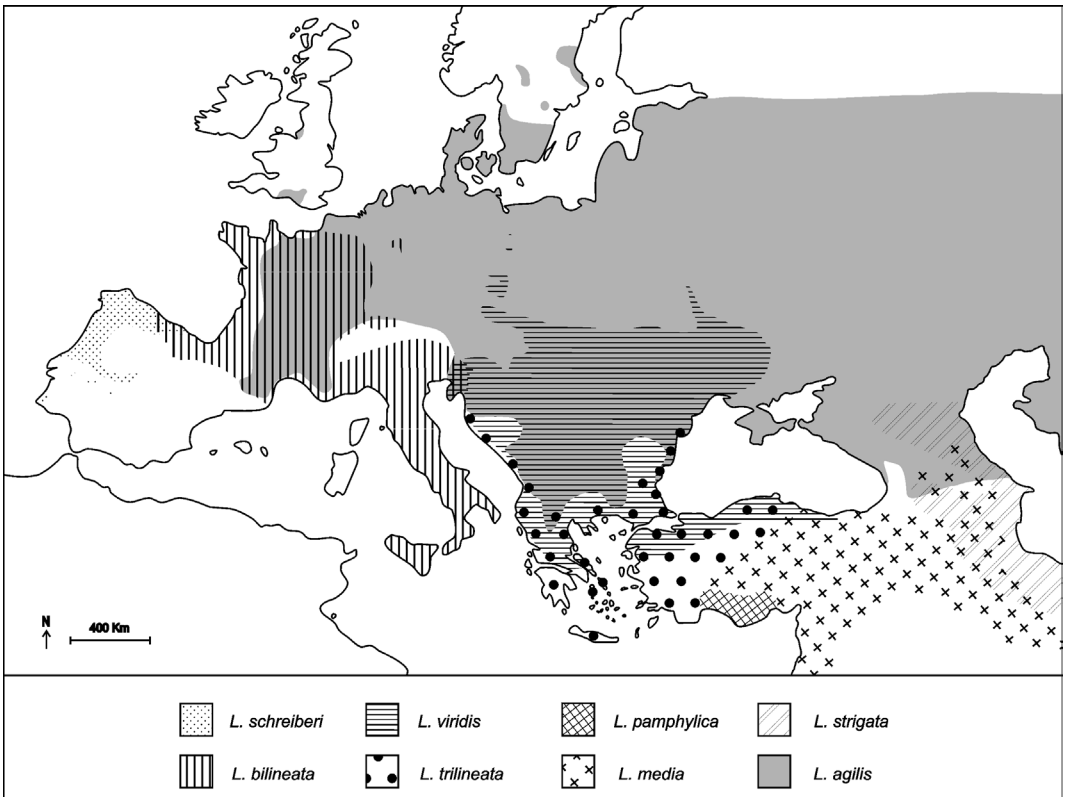 N
400 Km
L. schreiberi
L. viridis
L. pamphylica
L. strigata
L. bilineata
L. trilineata
L. media
L. agilis